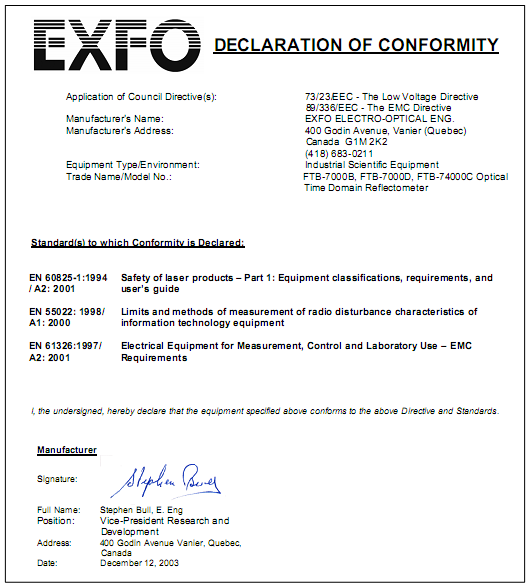 EXFO DECLARATION OF CONFORMITY
Application of Council Directive(s): 73/23/EEC - The Low Voltage Directive
89/336/EEC - The EMC Directive
Manufacturer's Name: EXFO ELECTRO-OPTICAL ENG.
Manufacturer's Address: 400 Godin Avenue, Vanier (Quebec)
Canada G1M 2K2
(418) 683-0211
Equipment Type/Environment: Industrial Scientific Equipment
Trade Name/Model No.: FTB-7000B, FTB-7000D, FTB-74000C Optical
Time Domain Reflectometer
Standard(s) to which Conformity is Declared:
EN 60825-1:1994 Safety of laser products – Part 1: Equipment classifications, requirements, and
/ A2: 2001 user's guide
EN 55022: 1998/ Limits and methods of measurement of radio disturbance characteristics of
A1: 2000 information technology equipment
EN 61326:1997/ Electrical Equipment for Measurement, Control and Laboratory Use – EMC
A2: 2001 Requirements
I, the undersigned, hereby declare that the equipment specified above conforms to the above Directive and Standards.
Manufacturer
Signature: Stephen Bull
Full Name: Stephen Bull, E. Eng
Position: Vice-President Research and
Development
Address: 400 Godin Avenue Vanier, Quebec,
Canada
Date: December 12, 2003